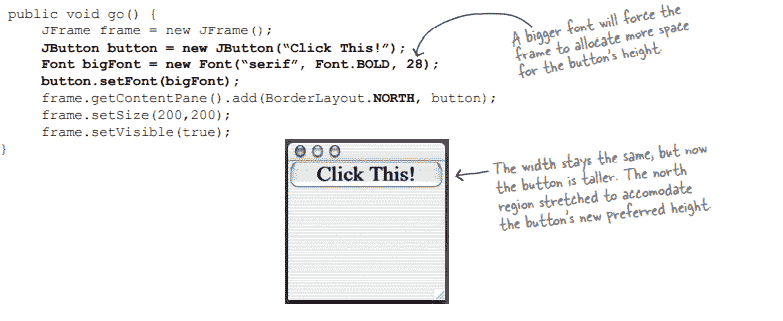 public void go() {
JFrame frame = new JFrame();
JButton button = new JButton(“Click This!”);
Font bigFont = new Font(“serif”, Font.BOLD, 28);
button.setFont(bigFont);
frame.getContentPane().add(BorderLayout.NORTH, button);
frame.setSize(200,200);
frame.setVisible(true);
}
A bigger font will force the
frame to allocate more space
for the button's height.
Click This!
The width stays the same, but now
the button is taller. The north
region stretched to accomodate
the button's new preferred height.